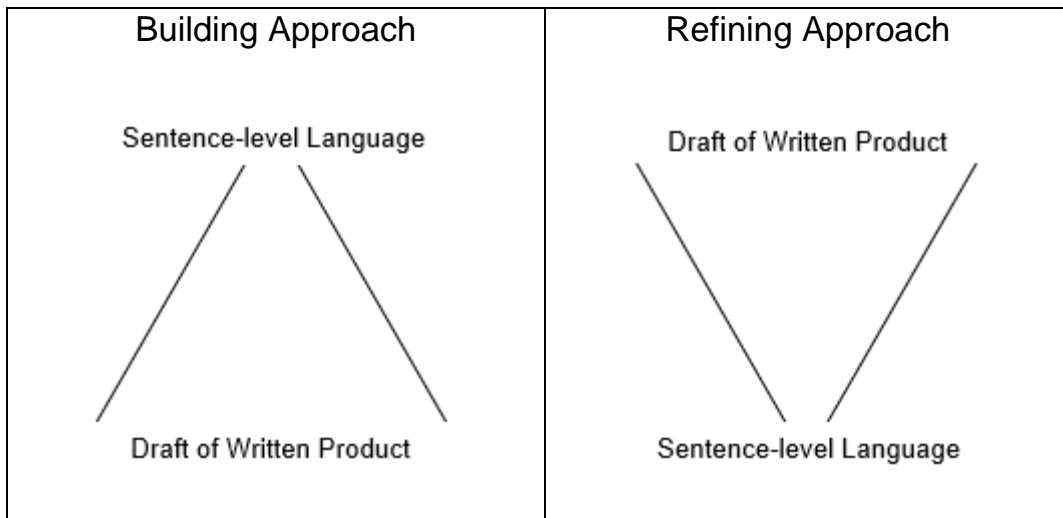 Building Approach
Sentence-level Language
Draft of Written Product
Refining Approach
Draft of Written Product
Sentence-level Language